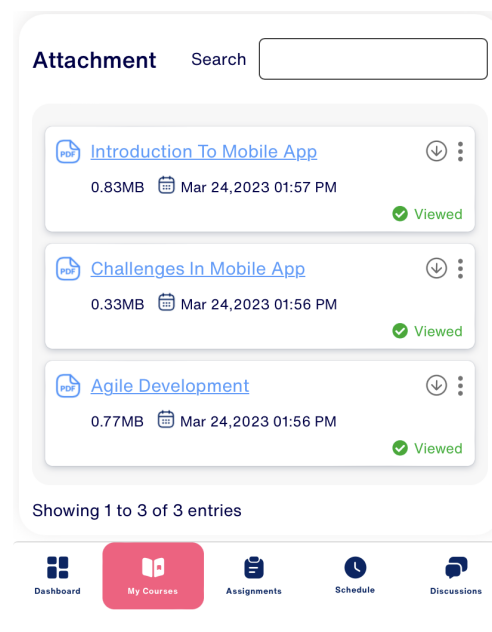 Attachment Search
PDF Introduction To Mobile App
0.83MB Mar 24,2023 01:57 PM
Viewed
PDF Challenges In Mobile App
0.33MB Mar 24,2023 01:56 PM
Viewed
PDF Agile Development
0.77MB Mar 24,2023 01:56 PM
Viewed
Showing 1 to 3 of 3 entries
Dashboard My Courses Assignments Schedule Discussions